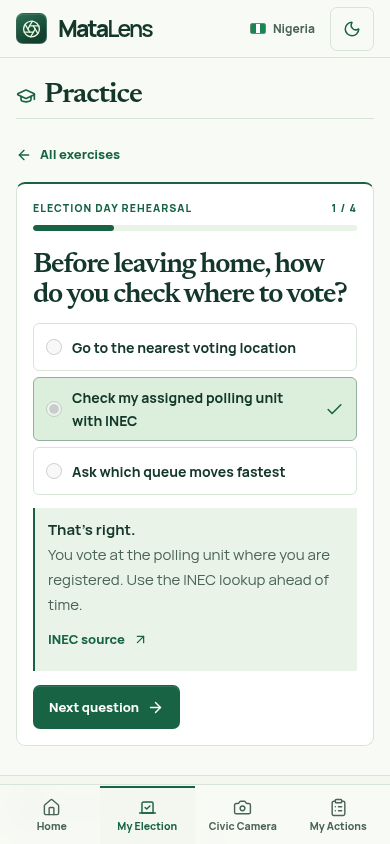 MataLens
Nigeria
Practice
All exercises
ELECTION DAY REHEARSAL
1 / 4
Before leaving home, how
do you check where to vote?
Go to the nearest voting location
Check my assigned polling unit
with INEC
Ask which queue moves fastest
That's right.
You vote at the polling unit where you are
registered. Use the INEC lookup ahead of
time.
INEC source
Next question
Home
My Election
Civic Camera
My Actions